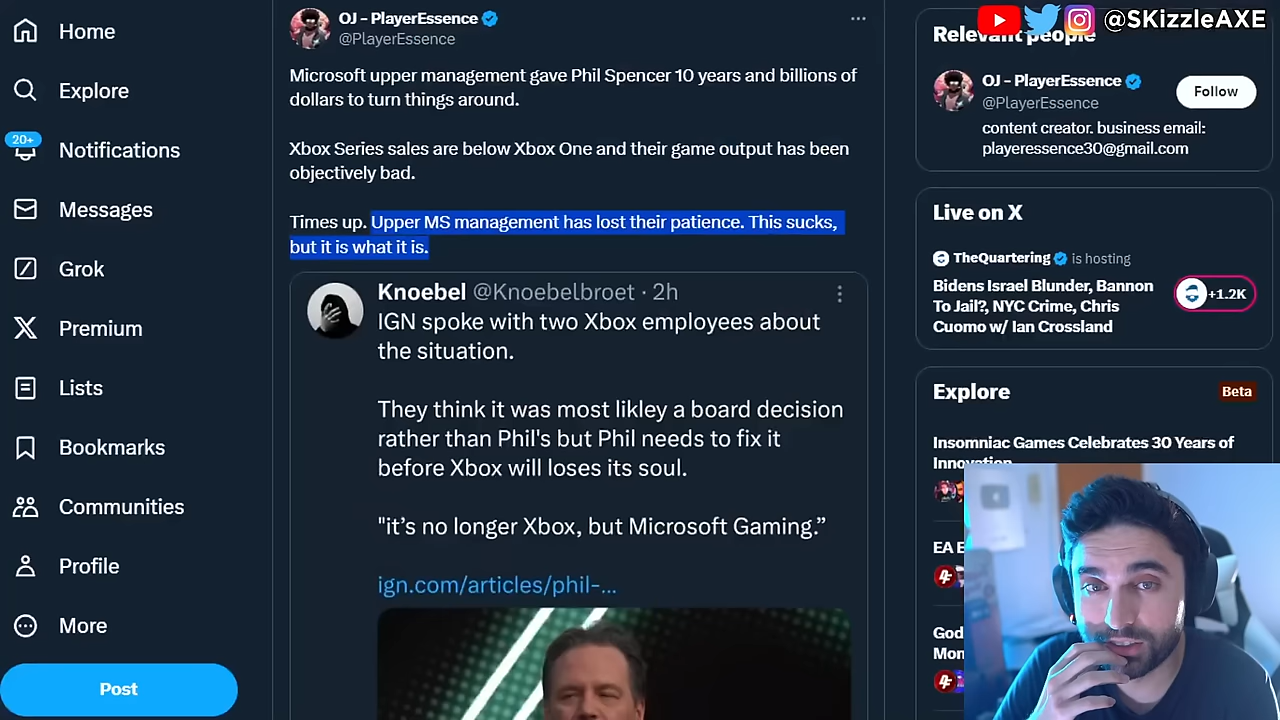 Home
Explore
20+
Notifications
Messages
Grok
Premium
Lists
Bookmarks
Communities
Profile
More
Post
OJ – PlayerEssence
@PlayerEssence
Microsoft upper management gave Phil Spencer 10 years and billions of
dollars to turn things around.
Xbox Series sales are below Xbox One and their game output has been
objectively bad.
Times up. Upper MS management has lost their patience. This sucks,
but it is what it is.
Knoebel @Knoebelbroet · 2h
IGN spoke with two Xbox employees about
the situation.
They think it was most likley a board decision
rather than Phil's but Phil needs to fix it
before Xbox will loses its soul.
"it’s no longer Xbox, but Microsoft Gaming.”
ign.com/articles/phil-...
@SKizzleAXE
Relevant people
OJ – PlayerEssence
@PlayerEssence
Follow
content creator. business email:
playeressence30@gmail.com
Live on X
TheQuartering is hosting
Bidens Israel Blunder, Bannon
To Jail?, NYC Crime, Chris
Cuomo w/ Ian Crossland
+1.2K
Explore
Beta
Insomniac Games Celebrates 30 Years of
Innovation
EA
God